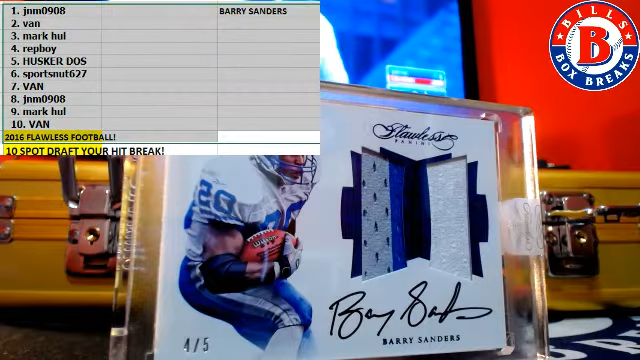 1. jnm0908 BARRY SANDERS
2. van
3. mark hul
4. repboy
5. HUSKER DOS
6. sportsnut627
7. VAN
8. jnm0908
9. mark hul
10. VAN
2016 FLAWLESS FOOTBALL!
10 SPOT DRAFT YOUR HIT BREAK!
BILLS
B
BOX BREAKS
Flawless
PANINI
20
Wilson
Barry Sanders
BARRY SANDERS
4/5